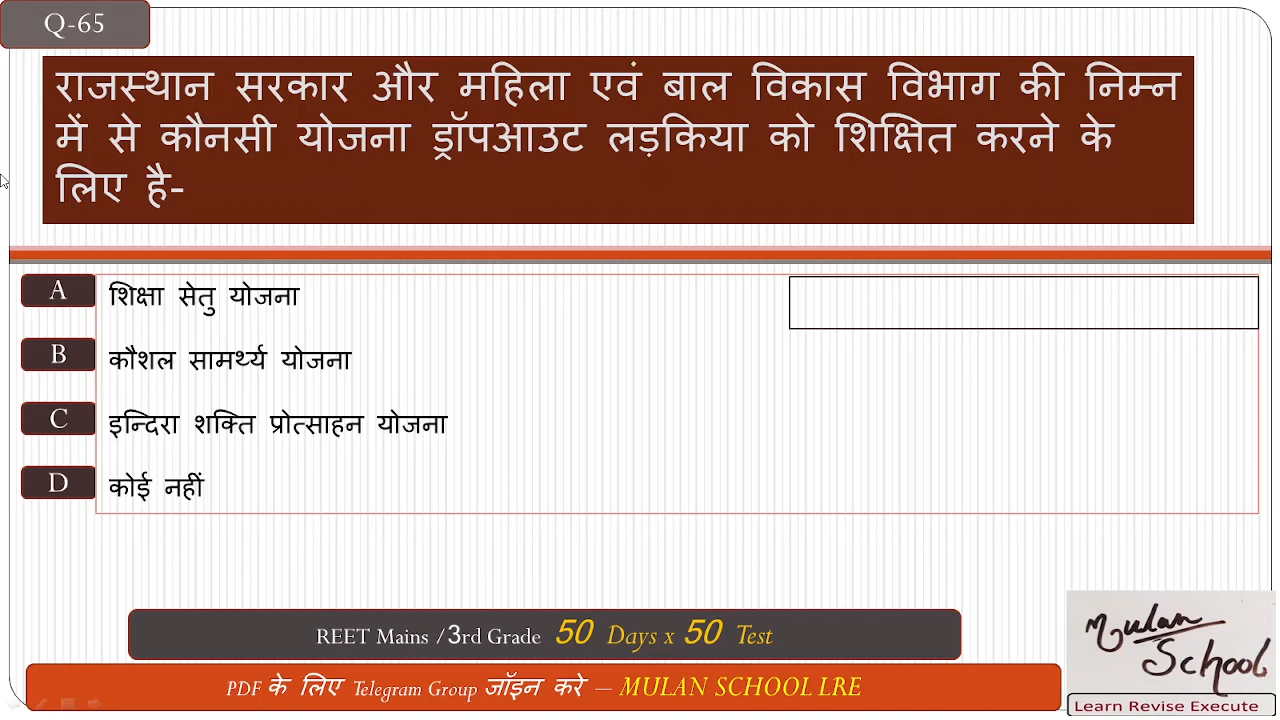 Q-65
राजस्थान सरकार और महिला एवं बाल विकास विभाग की निम्न
में से कौनसी योजना ड्रॉपआउट लड़किया को शिक्षित करने के
लिए है-
A शिक्षा सेतु योजना
B कौशल सामर्थ्य योजना
C इन्दिरा शक्ति प्रोत्साहन योजना
D कोई नहीं
REET Mains /3rd Grade 50 Days x 50 Test
PDF के लिए Telegram Group जॉइन करे – MULAN SCHOOL LRE
Mulan
School
Learn Revise Execute